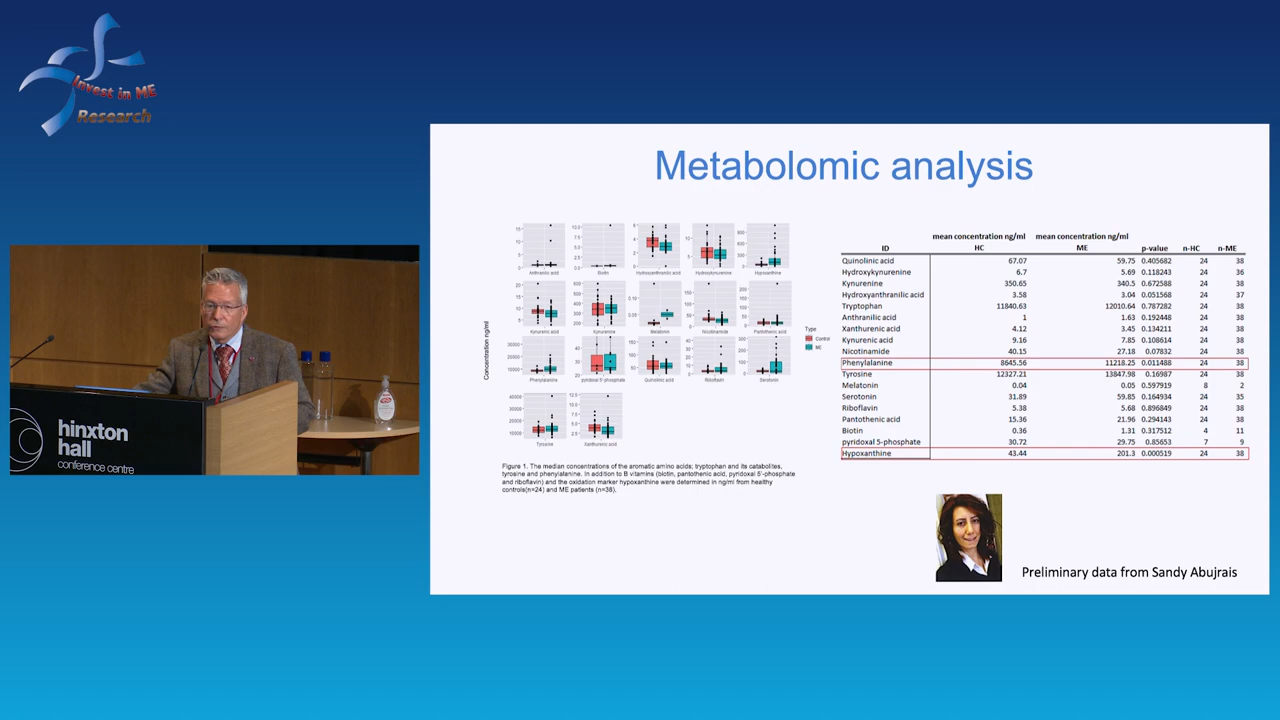 Invest in ME
Research
Metabolomic analysis
Anthranilic acid
Biotin
Hydroxyanthranilic acid
Hydroxykynurenine
Hypoxanthine
Kynurenic acid
Kynurenine
Melatonin
Nicotinamide
Pantothenic acid
Phenylalanine
pyridoxal 5'-phosphate
Quinolinic acid
Riboflavin
Serotonin
Tyrosine
Xanthurenic acid
Concentration ng/ml
Type
Control
ME
Figure 1. The median concentrations of the aromatic amino acids; tryptophan and its catabolites,
tyrosine and phenylalanine. In addition to B vitamins (biotin, pantothenic acid, pyridoxal 5'-phosphate
and riboflavin) and the oxidation marker hypoxanthine were determined in ng/ml from healthy
controls(n=24) and ME patients (n=38).
mean concentration ng/ml mean concentration ng/ml
ID HC ME p-value n-HC n-ME
Quinolinic acid 67.07 59.75 0.405682 24 38
Hydroxykynurenine 6.7 5.69 0.118243 24 36
Kynurenine 350.65 340.5 0.672588 24 38
Hydroxyanthranilic acid 3.58 3.04 0.051568 24 37
Tryptophan 11840.63 12010.64 0.787282 24 38
Anthranilic acid 1 1.63 0.192448 24 38
Xanthurenic acid 4.12 3.45 0.134211 24 38
Kynurenic acid 9.16 7.85 0.108614 24 38
Nicotinamide 40.15 27.18 0.07832 24 38
Phenylalanine 8645.56 11218.25 0.011488 24 38
Tyrosine 12327.21 13847.98 0.16987 24 38
Melatonin 0.04 0.05 0.597919 8 2
Serotonin 31.89 59.85 0.164934 24 35
Riboflavin 5.38 5.68 0.896849 24 38
Pantothenic acid 15.36 21.96 0.294143 24 38
Biotin 0.36 1.31 0.317512 4 11
pyridoxal 5-phosphate 30.72 29.75 0.85653 7 9
Hypoxanthine 43.44 201.3 0.000519 24 38
Preliminary data from Sandy Abujrais
hinxton
hall
conference centre